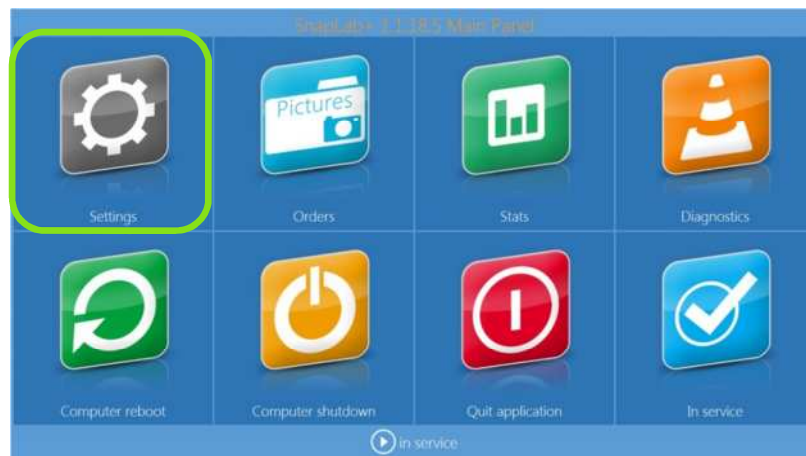 SnapLab+ 1.1.18.5 Main Panel
Pictures
Settings
Orders
Stats
Diagnostics
Computer reboot
Computer shutdown
Quit application
In service
in service